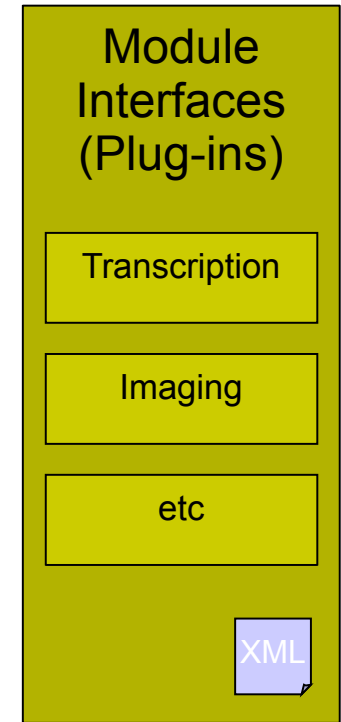 Module
Interfaces
(Plug-ins)
Transcription
Imaging
etc
XML